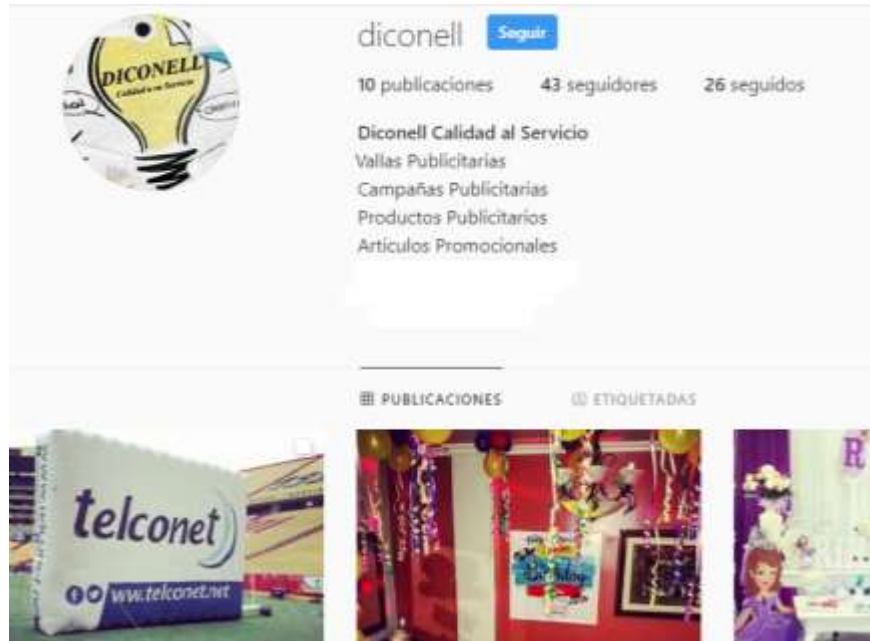 DICONELL
Calidad a su Servicio
diconell Seguir
10 publicaciones 43 seguidores 26 seguidos
Diconell Calidad al Servicio
Vallas Publicitarias
Campañas Publicitarias
Productos Publicitarios
Artículos Promocionales
PUBLICACIONES ETIQUETADAS
telconet
www.telconet.net
Birthday
R